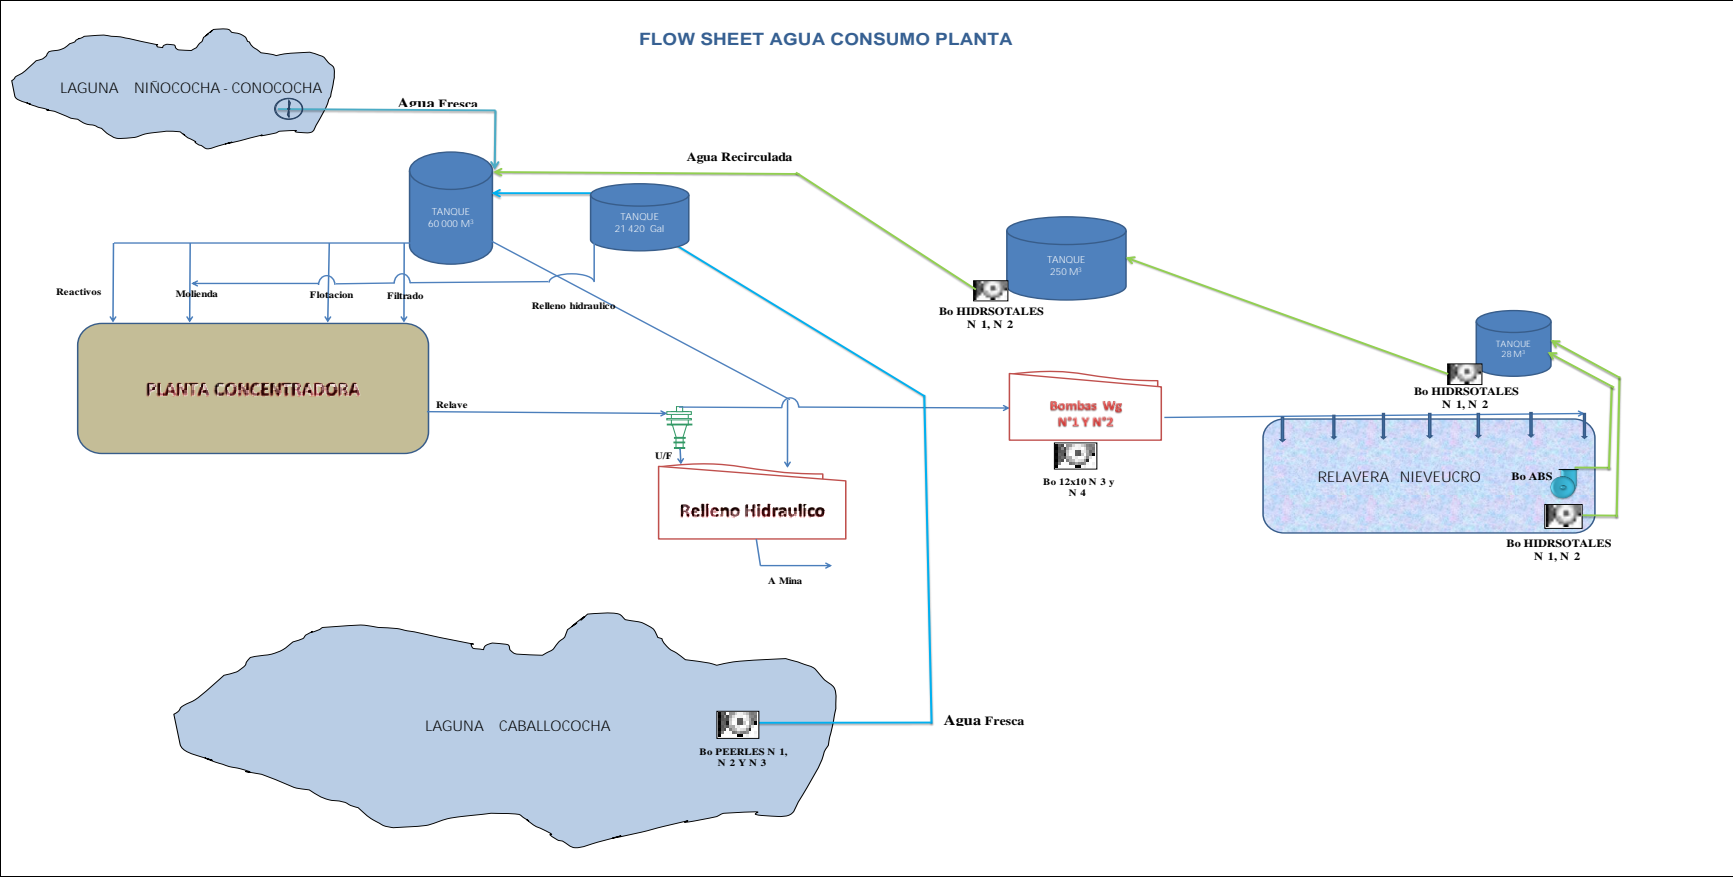 FLOW SHEET AGUA CONSUMO PLANTA
LAGUNA NIÑOCOCHA - CONOCOCHA
Agua Fresca
Agua Recirculada
TANQUE
60 000 M³
TANQUE
21 420 Gal
TANQUE
250 M³
Reactivos
Molienda
Flotacion
Filtrado
Relleno hidraulico
Bo HIDRSOTALES
N 1, N 2
TANQUE
28 M³
Bo HIDRSOTALES
N 1, N 2
PLANTA CONCENTRADORA
Relave
Bombas Wg
N°1 Y N°2
U/F
Bo 12x10 N 3 y
N 4
RELAVERA NIEVEUCRO
Bo ABS
Relleno Hidraulico
Bo HIDRSOTALES
N 1, N 2
A Mina
LAGUNA CABALLOCOCHA
Agua Fresca
Bo PEERLES N 1,
N 2 Y N 3